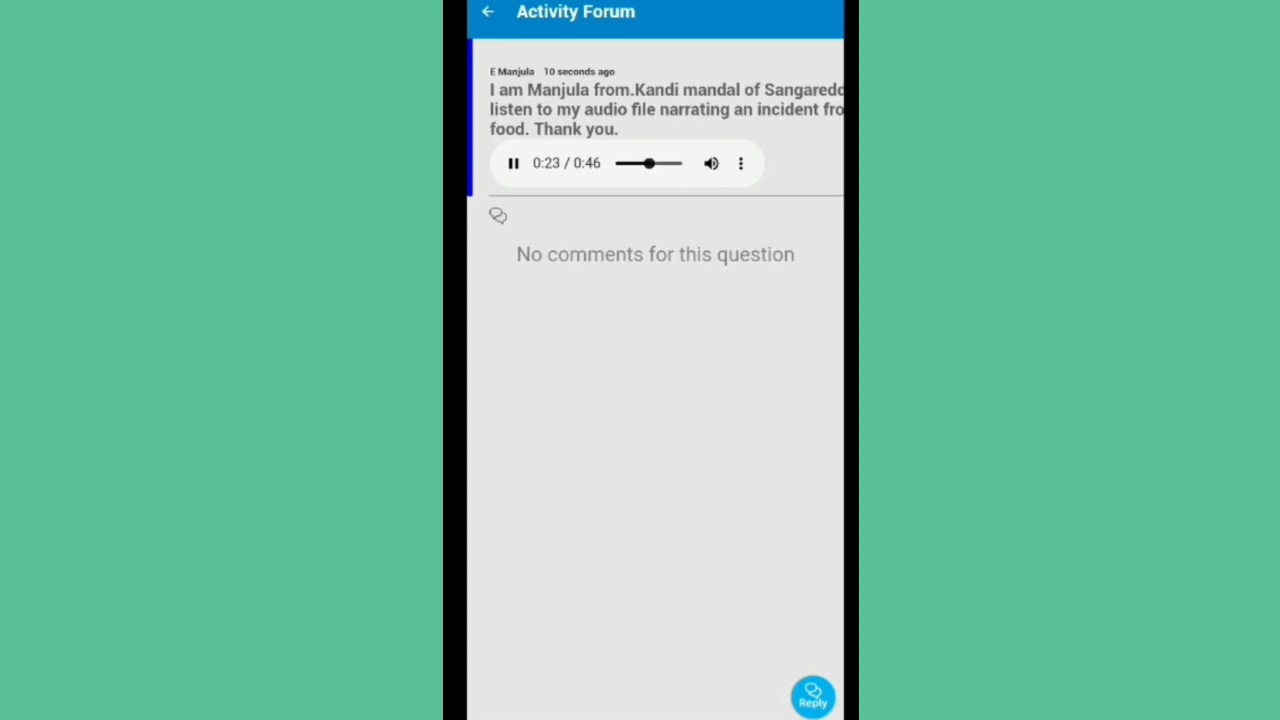 Activity Forum
E Manjula 10 seconds ago
I am Manjula from.Kandi mandal of
listen to my audio file narrating an incident
food. Thank you.
0:23 / 0:46
No comments for this question
Reply